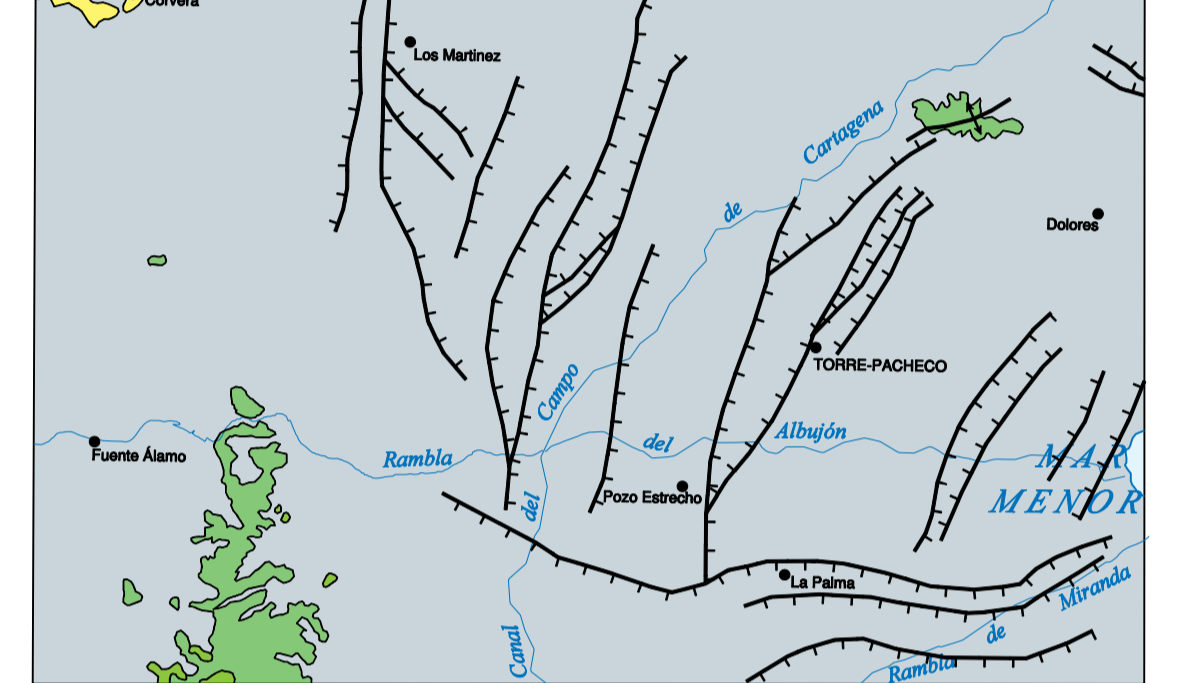 Corvera
Los Martinez
Cartagena
de
Dolores
TORRE-PACHECO
Campo
Albujón
del
Rambla
Fuente Álamo
MAR
MENOR
Pozo Estrecho
del
La Palma
Miranda
de
Rambla
Canal